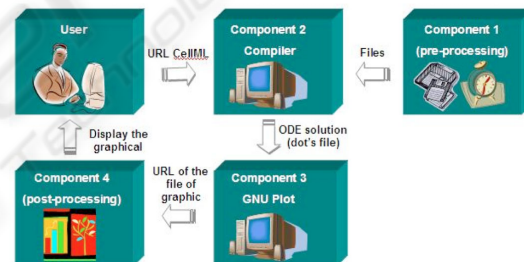 User
URL CellML
Component 2
Compiler
Files
Component 1
(pre-processing)
Display the
graphical
ODE solution
(dot's file)
Component 4
(post-processing)
URL of the
file of
graphic
Component 3
GNU Plot